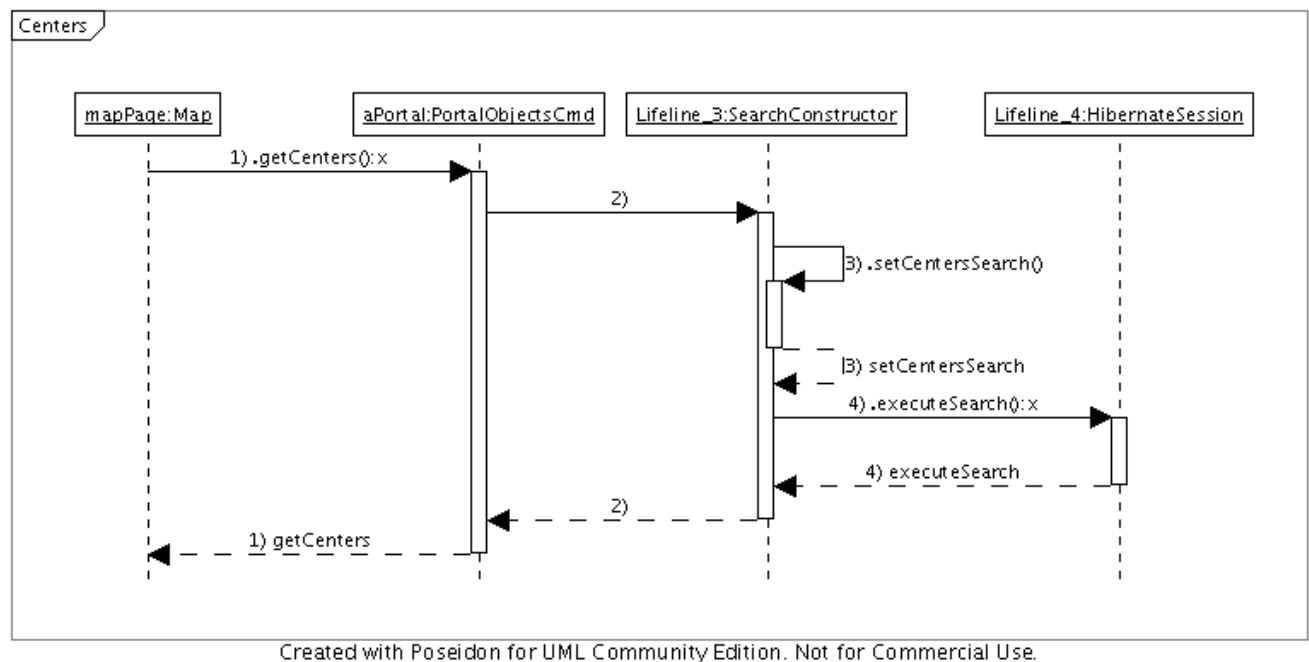 Centers
mapPage:Map
aPortal:PortalObjectsCmd
Lifeline_3:SearchConstructor
Lifeline_4:HibernateSession
1) .getCenters():x
2)
3) .setCentersSearch()
3) setCentersSearch
4) .executeSearch():x
4) executeSearch
2)
1) getCenters
Created with Poseidon for UML Community Edition. Not for Commercial Use.